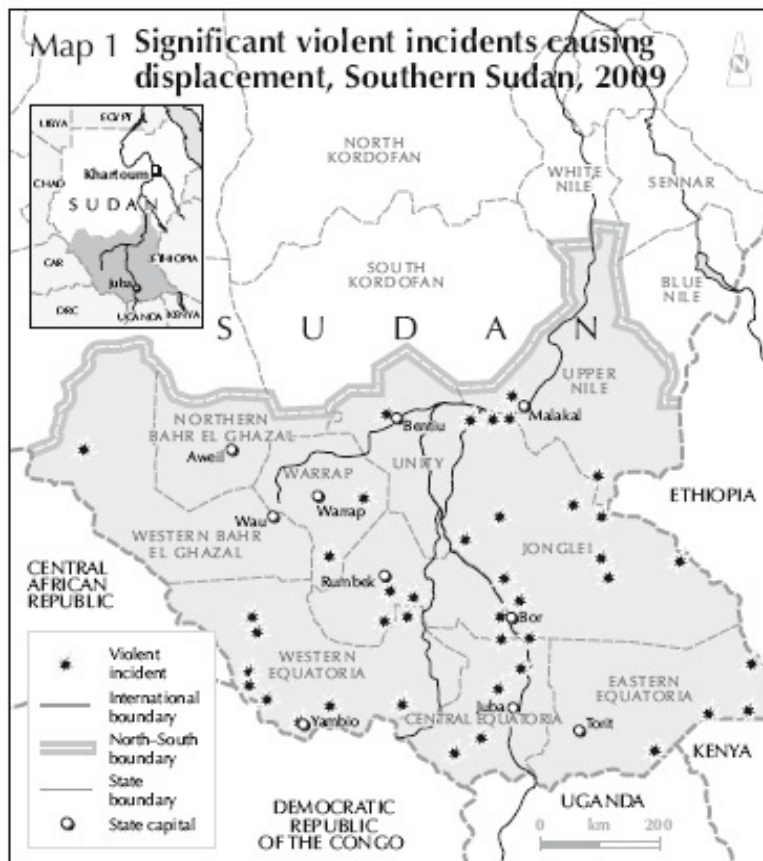 Map 1 Significant violent incidents causing
displacement, Southern Sudan, 2009
N
LIBYA
EGYPT
CHAD
Khartoum
SUDAN
CAR
ETHIOPIA
Juba
DRC
UGANDA
KENYA
NORTH
KORDOFAN
WHITE
NILE
SENNAR
SOUTH
KORDOFAN
BLUE
NILE
SUDAN
UPPER
NILE
NORTHERN
BAHR EL GHAZAL
Aweil
Bentiu
Malakal
UNITY
WARRAP
Warrap
Wau
WESTERN BAHR
EL GHAZAL
ETHIOPIA
JONGLEI
CENTRAL
AFRICAN
REPUBLIC
Rumbek
Bor
WESTERN
EQUATORIA
EASTERN
EQUATORIA
Juba
CENTRAL EQUATORIA
Torit
Yambio
KENYA
UGANDA
DEMOCRATIC
REPUBLIC
OF THE CONGO
Violent
incident
International
boundary
North–South
boundary
State
boundary
State capital
0 km 200